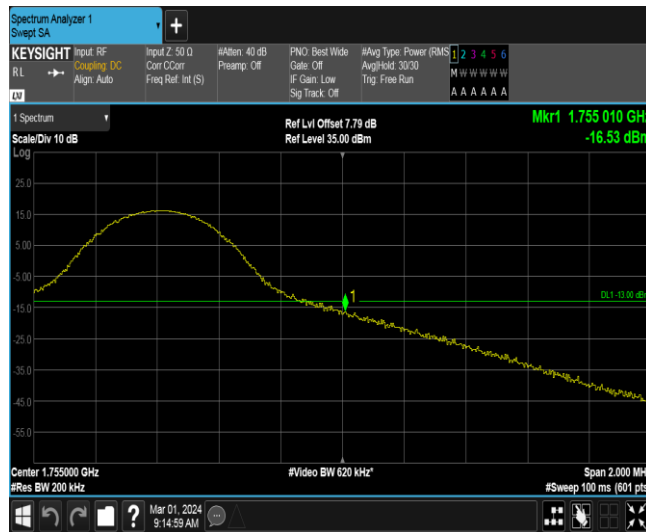 Spectrum Analyzer 1
Swept SA
KEYSIGHT
RL
LXI
Input: RF
Coupling: DC
Align: Auto
Input Z: 50 Ω
Corr CCorr
Freq Ref: Int (S)
#Atten: 40 dB
Preamp: Off
PNO: Best Wide
Gate: Off
IF Gain: Low
Sig Track: Off
#Avg Type: Power (RMS
Avg|Hold: 30/30
Trig: Free Run
1 2 3 4 5 6
M W W W W W
A A A A A A
1 Spectrum
Scale/Div 10 dB
Ref Lvl Offset 7.79 dB
Ref Level 35.00 dBm
Mkr1 1.755 010 GHz
-16.53 dBm
Log
25.0
15.0
5.00
-5.00
-15.0
-25.0
-35.0
-45.0
-55.0
1
DL1 -13.00 dBm
Center 1.755000 GHz
#Res BW 200 kHz
#Video BW 620 kHz*
Span 2.000 MH
#Sweep 100 ms (601 pts
?
Mar 01, 2024
9:14:59 AM